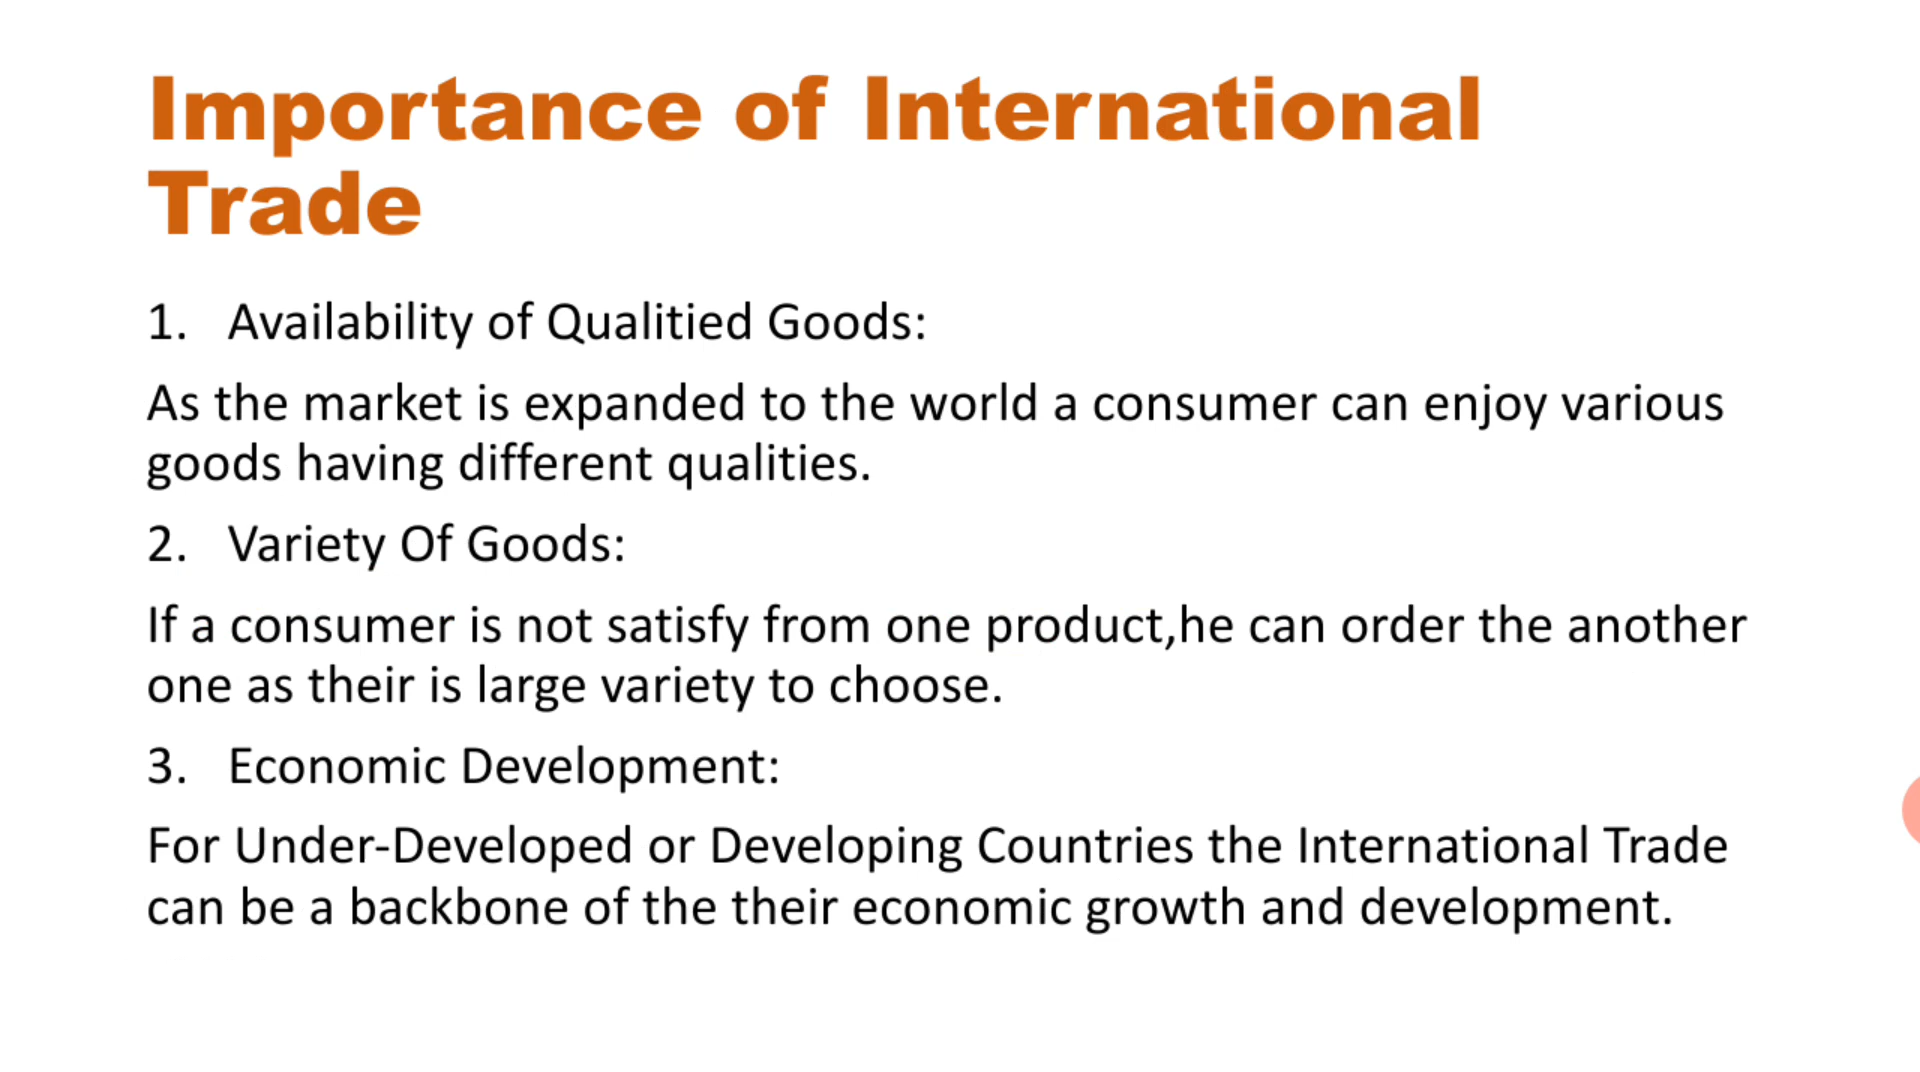 Importance of International
Trade
1. Availability of Qualitied Goods:
As the market is expanded to the world a consumer can enjoy various
goods having different qualities.
2. Variety Of Goods:
If a consumer is not satisfy from one product,he can order the another
one as their is large variety to choose.
3. Economic Development:
For Under-Developed or Developing Countries the International Trade
can be a backbone of the their economic growth and development.